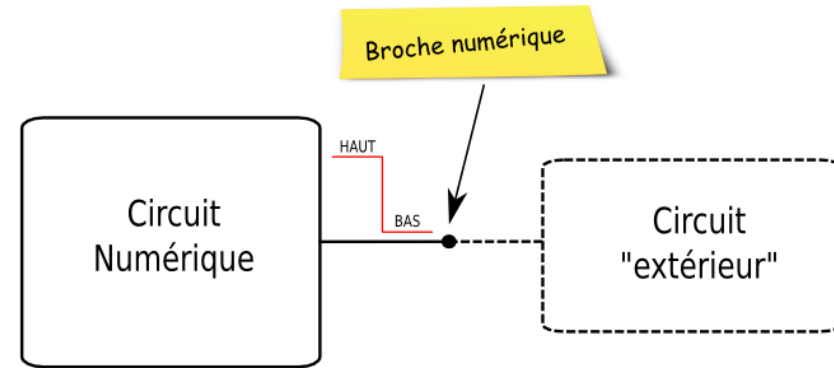 Broche numérique
HAUT
BAS
Circuit
Numérique
Circuit
"extérieur"